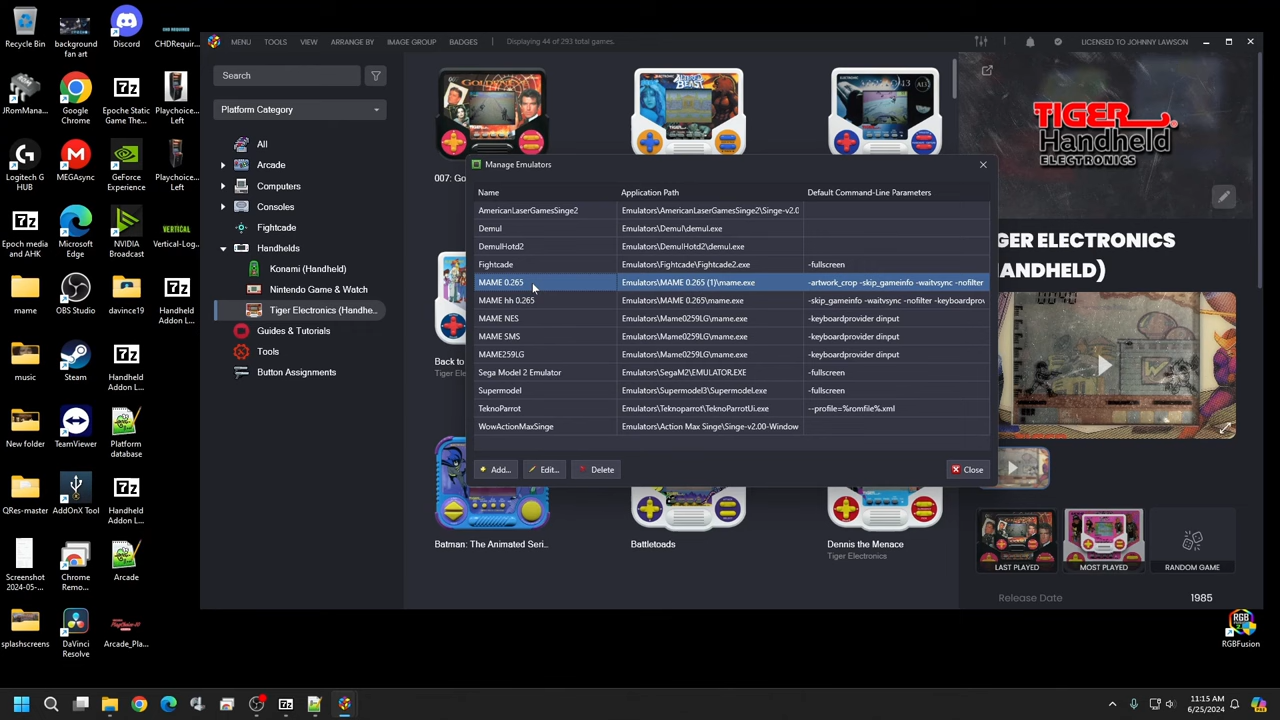 Recycle Bin
background fan art
Discord
CHDRequir...
JRomMana...
Google Chrome
Epoche Static Game The...
Playchoice... Left
Logitech G HUB
MEGAsync
GeForce Experience
Playchoice... Left
Epoch media and AHK
Microsoft Edge
NVIDIA Broadcast
VERTICAL
Vertical-Log...
mame
OBS Studio
davince19
Handheld Addon L...
music
Steam
Handheld Addon L...
Handheld Addon L...
New folder
TeamViewer
Platform database
QRes-master
AddOnX Tool
Handheld Addon L...
Screenshot 2024-05-...
Chrome Remo...
Arcade
splashscreens
DaVinci Resolve
Arcade_Pla...
RGBFusion
MENU TOOLS VIEW ARRANGE BY IMAGE GROUP BADGES Displaying 44 of 293 total games. LICENSED TO JOHNNY LAWSON
Search
Platform Category
All
Arcade
Computers
Consoles
Fightcade
Handhelds
Konami (Handheld)
Nintendo Game & Watch
Tiger Electronics (Handhe...
Guides & Tutorials
Tools
Button Assignments
007: Go
Back to
Tiger Ele
Batman: The Animated Seri...
Battletoads
Dennis the Menace
Tiger Electronics
Manage Emulators
Name Application Path Default Command-Line Parameters
AmericanLaserGamesSinge2 Emulators\AmericanLaserGamesSinge2\Singe-v2.0
Demul Emulators\Demul\demul.exe
DemulHotd2 Emulators\DemulHotd2\demul.exe
Fightcade Emulators\Fightcade\Fightcade2.exe -fullscreen
MAME 0.265 Emulators\MAME 0.265 (1)\mame.exe -artwork_crop -skip_gameinfo -waitvsync -nofilter
MAME hh 0.265 Emulators\MAME 0.265\mame.exe -skip_gameinfo -waitvsync -nofilter -keyboardprov
MAME NES Emulators\Mame0259LG\mame.exe -keyboardprovider dinput
MAME SMS Emulators\Mame0259LG\mame.exe -keyboardprovider dinput
MAME259LG Emulators\Mame0259LG\mame.exe -keyboardprovider dinput
Sega Model 2 Emulator Emulators\SegaM2\EMULATOR.EXE -fullscreen
Supermodel Emulators\Supermodel3\Supermodel.exe -fullscreen
TeknoParrot Emulators\Teknoparrot\TeknoParrotUi.exe --profile=%romfile%.xml
WowActionMaxSinge Emulators\Action Max Singe\Singe-v2.00-Window
Add... Edit... Delete Close
TIGER
Handheld
ELECTRONICS
GER ELECTRONICS
ANDHELD)
LAST PLAYED MOST PLAYED RANDOM GAME
Release Date 1985
11:15 AM
6/25/2024